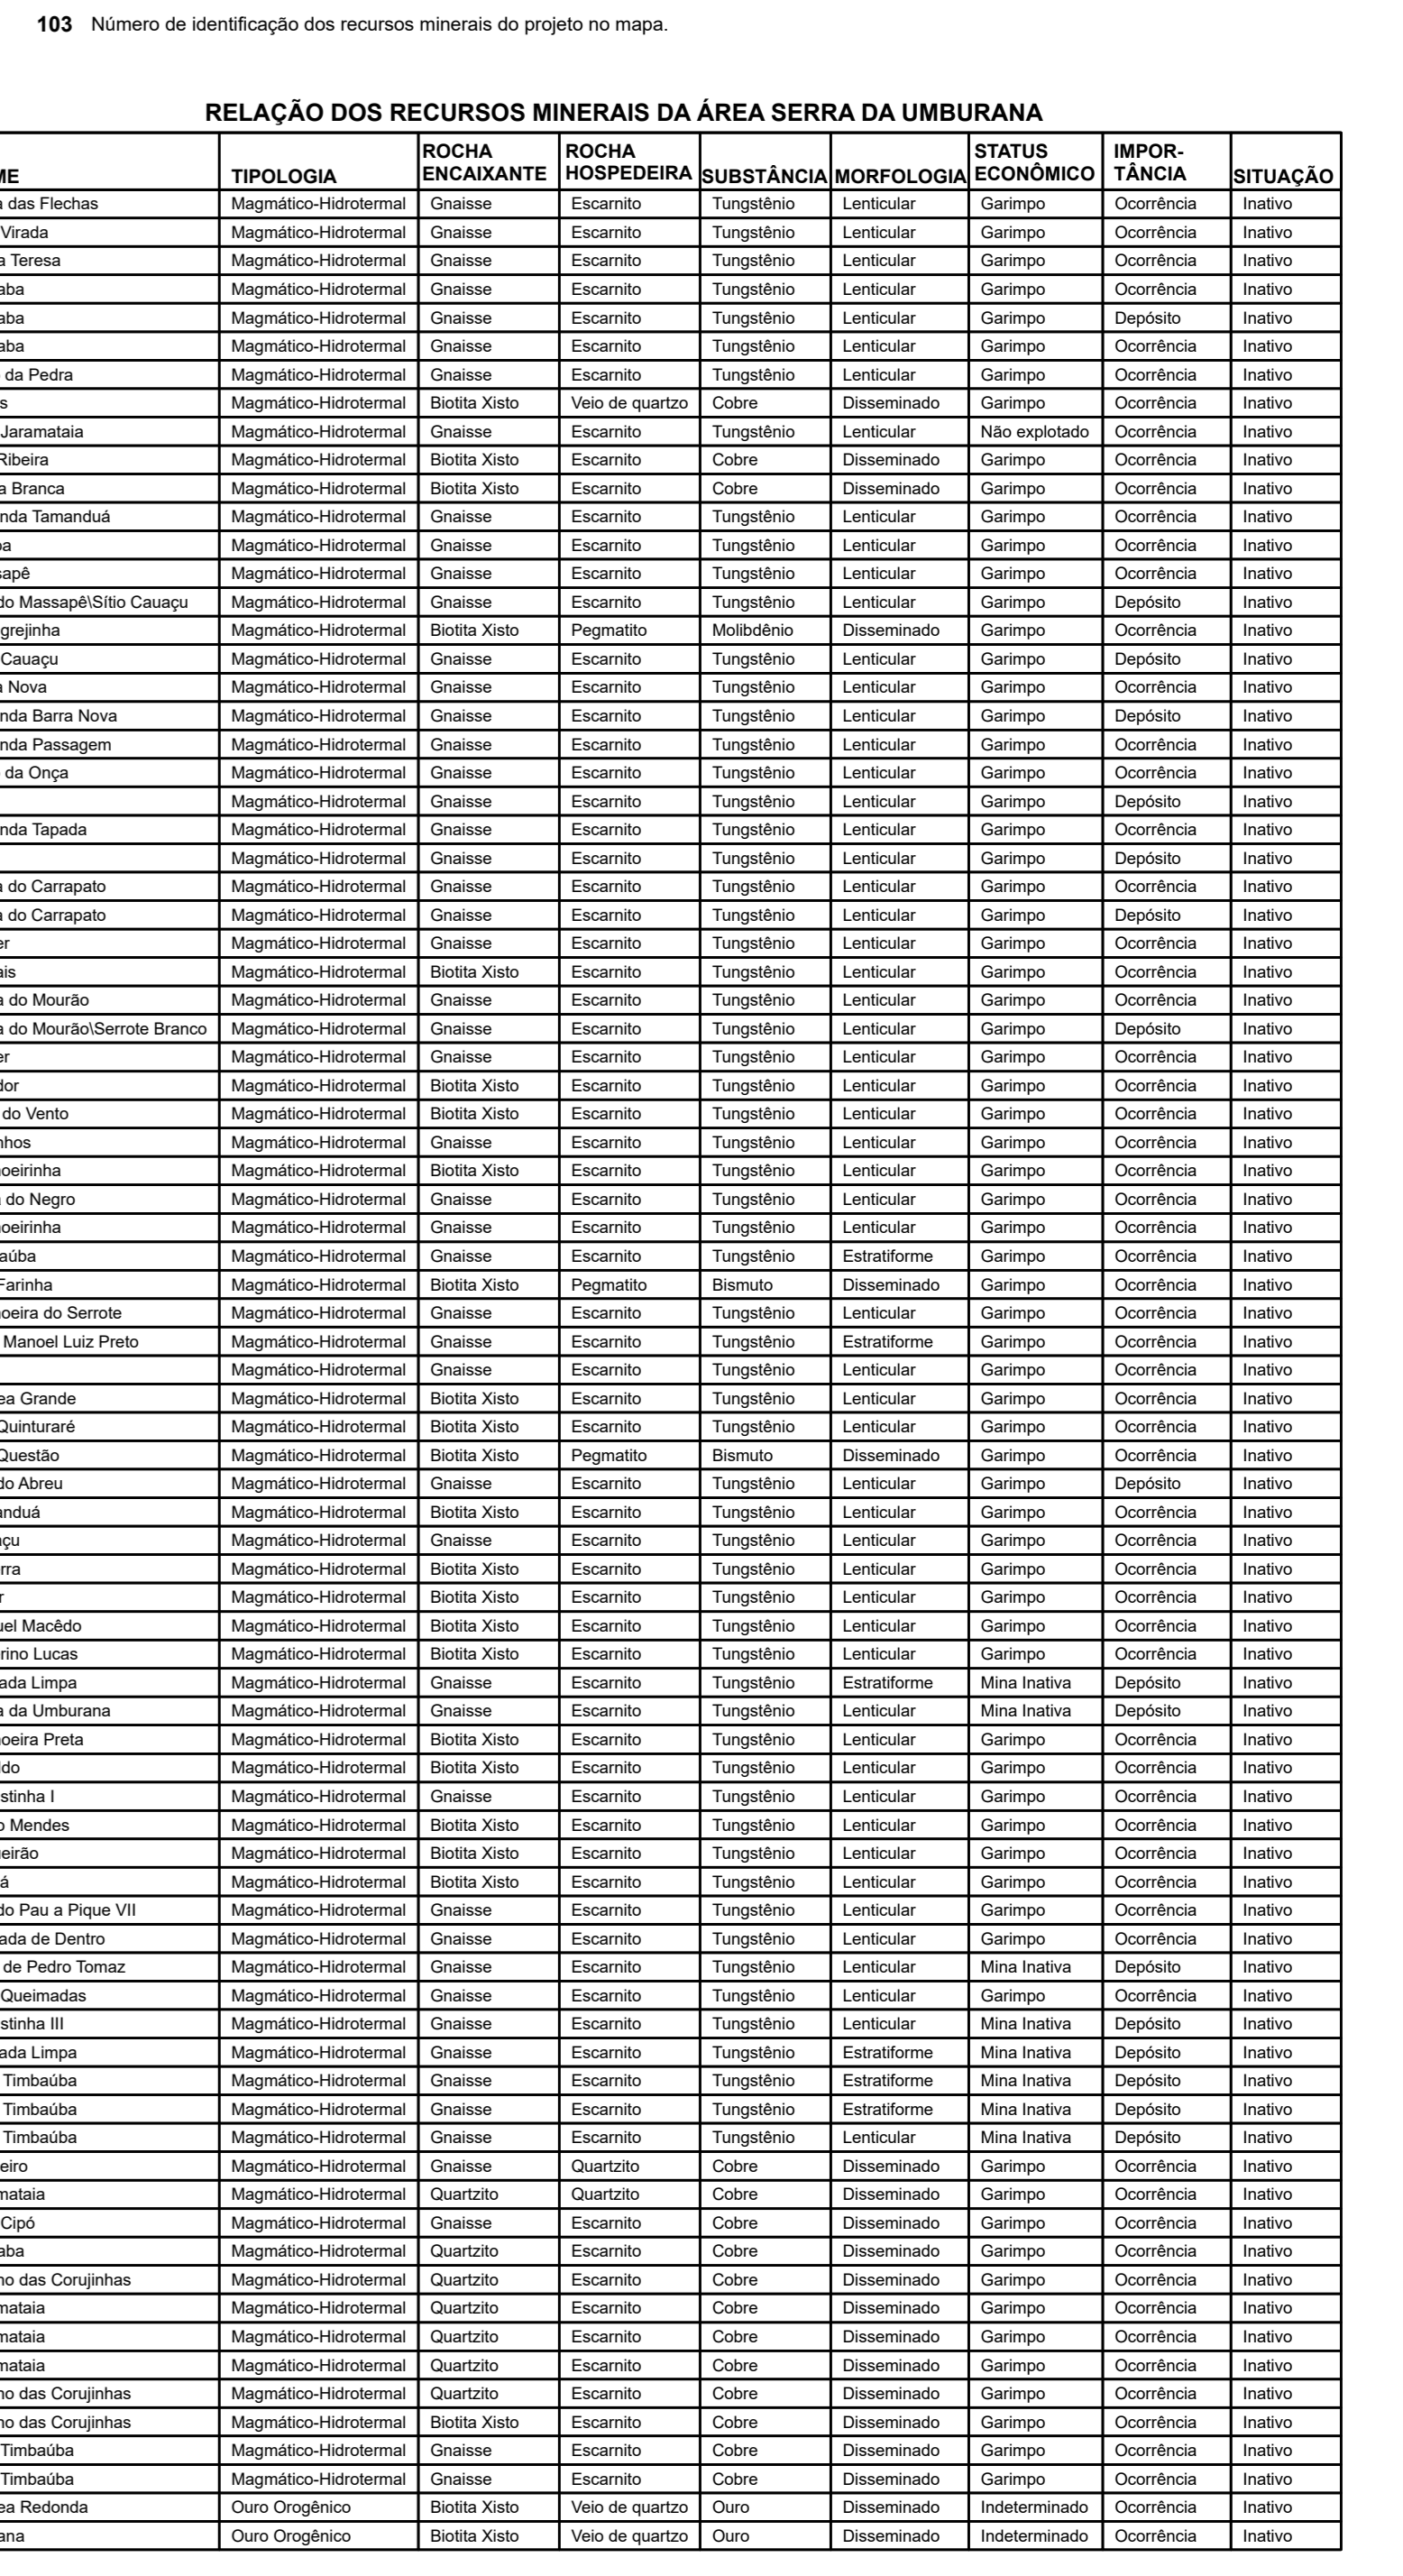 103 Número de identificação dos recursos minerais do projeto no mapa.
RELAÇÃO DOS RECURSOS MINERAIS DA ÁREA SERRA DA UMBURANA
ME TIPOLOGIA ROCHA ENCAIXANTE ROCHA HOSPEDEIRA SUBSTÂNCIA MORFOLOGIA STATUS ECONÔMICO IMPOR-TÂNCIA SITUAÇÃO
a das Flechas Magmático-Hidrotermal Gnaisse Escarnito Tungstênio Lenticular Garimpo Ocorrência Inativo
Virada Magmático-Hidrotermal Gnaisse Escarnito Tungstênio Lenticular Garimpo Ocorrência Inativo
a Teresa Magmático-Hidrotermal Gnaisse Escarnito Tungstênio Lenticular Garimpo Ocorrência Inativo
aba Magmático-Hidrotermal Gnaisse Escarnito Tungstênio Lenticular Garimpo Ocorrência Inativo
aba Magmático-Hidrotermal Gnaisse Escarnito Tungstênio Lenticular Garimpo Depósito Inativo
aba Magmático-Hidrotermal Gnaisse Escarnito Tungstênio Lenticular Garimpo Ocorrência Inativo
da Pedra Magmático-Hidrotermal Gnaisse Escarnito Tungstênio Lenticular Garimpo Ocorrência Inativo
s Magmático-Hidrotermal Biotita Xisto Veio de quartzo Cobre Disseminado Garimpo Ocorrência Inativo
Jaramataia Magmático-Hidrotermal Gnaisse Escarnito Tungstênio Lenticular Não explotado Ocorrência Inativo
Ribeira Magmático-Hidrotermal Biotita Xisto Escarnito Cobre Disseminado Garimpo Ocorrência Inativo
a Branca Magmático-Hidrotermal Biotita Xisto Escarnito Cobre Disseminado Garimpo Ocorrência Inativo
nda Tamanduá Magmático-Hidrotermal Gnaisse Escarnito Tungstênio Lenticular Garimpo Ocorrência Inativo
oa Magmático-Hidrotermal Gnaisse Escarnito Tungstênio Lenticular Garimpo Ocorrência Inativo
sapê Magmático-Hidrotermal Gnaisse Escarnito Tungstênio Lenticular Garimpo Ocorrência Inativo
do Massapê\Sítio Cauaçu Magmático-Hidrotermal Gnaisse Escarnito Tungstênio Lenticular Garimpo Depósito Inativo
grejinha Magmático-Hidrotermal Biotita Xisto Pegmatito Molibdênio Disseminado Garimpo Ocorrência Inativo
Cauaçu Magmático-Hidrotermal Gnaisse Escarnito Tungstênio Lenticular Garimpo Depósito Inativo
a Nova Magmático-Hidrotermal Gnaisse Escarnito Tungstênio Lenticular Garimpo Ocorrência Inativo
nda Barra Nova Magmático-Hidrotermal Gnaisse Escarnito Tungstênio Lenticular Garimpo Depósito Inativo
nda Passagem Magmático-Hidrotermal Gnaisse Escarnito Tungstênio Lenticular Garimpo Ocorrência Inativo
da Onça Magmático-Hidrotermal Gnaisse Escarnito Tungstênio Lenticular Garimpo Ocorrência Inativo
Magmático-Hidrotermal Gnaisse Escarnito Tungstênio Lenticular Garimpo Depósito Inativo
nda Tapada Magmático-Hidrotermal Gnaisse Escarnito Tungstênio Lenticular Garimpo Ocorrência Inativo
Magmático-Hidrotermal Gnaisse Escarnito Tungstênio Lenticular Garimpo Depósito Inativo
a do Carrapato Magmático-Hidrotermal Gnaisse Escarnito Tungstênio Lenticular Garimpo Ocorrência Inativo
a do Carrapato Magmático-Hidrotermal Gnaisse Escarnito Tungstênio Lenticular Garimpo Depósito Inativo
er Magmático-Hidrotermal Gnaisse Escarnito Tungstênio Lenticular Garimpo Ocorrência Inativo
ais Magmático-Hidrotermal Biotita Xisto Escarnito Tungstênio Lenticular Garimpo Ocorrência Inativo
a do Mourão Magmático-Hidrotermal Gnaisse Escarnito Tungstênio Lenticular Garimpo Ocorrência Inativo
a do Mourão\Serrote Branco Magmático-Hidrotermal Gnaisse Escarnito Tungstênio Lenticular Garimpo Depósito Inativo
er Magmático-Hidrotermal Gnaisse Escarnito Tungstênio Lenticular Garimpo Ocorrência Inativo
dor Magmático-Hidrotermal Biotita Xisto Escarnito Tungstênio Lenticular Garimpo Ocorrência Inativo
do Vento Magmático-Hidrotermal Biotita Xisto Escarnito Tungstênio Lenticular Garimpo Ocorrência Inativo
nhos Magmático-Hidrotermal Gnaisse Escarnito Tungstênio Lenticular Garimpo Ocorrência Inativo
oeirinha Magmático-Hidrotermal Biotita Xisto Escarnito Tungstênio Lenticular Garimpo Ocorrência Inativo
a do Negro Magmático-Hidrotermal Gnaisse Escarnito Tungstênio Lenticular Garimpo Ocorrência Inativo
oeirinha Magmático-Hidrotermal Gnaisse Escarnito Tungstênio Lenticular Garimpo Ocorrência Inativo
aúba Magmático-Hidrotermal Gnaisse Escarnito Tungstênio Estratiforme Garimpo Ocorrência Inativo
Farinha Magmático-Hidrotermal Biotita Xisto Pegmatito Bismuto Disseminado Garimpo Ocorrência Inativo
oeira do Serrote Magmático-Hidrotermal Gnaisse Escarnito Tungstênio Lenticular Garimpo Ocorrência Inativo
Manoel Luiz Preto Magmático-Hidrotermal Gnaisse Escarnito Tungstênio Estratiforme Garimpo Ocorrência Inativo
Magmático-Hidrotermal Gnaisse Escarnito Tungstênio Lenticular Garimpo Ocorrência Inativo
ea Grande Magmático-Hidrotermal Biotita Xisto Escarnito Tungstênio Lenticular Garimpo Ocorrência Inativo
Quinturaré Magmático-Hidrotermal Biotita Xisto Escarnito Tungstênio Lenticular Garimpo Ocorrência Inativo
Questão Magmático-Hidrotermal Biotita Xisto Pegmatito Bismuto Disseminado Garimpo Ocorrência Inativo
do Abreu Magmático-Hidrotermal Gnaisse Escarnito Tungstênio Lenticular Garimpo Depósito Inativo
anduá Magmático-Hidrotermal Biotita Xisto Escarnito Tungstênio Lenticular Garimpo Ocorrência Inativo
açu Magmático-Hidrotermal Gnaisse Escarnito Tungstênio Lenticular Garimpo Ocorrência Inativo
rra Magmático-Hidrotermal Biotita Xisto Escarnito Tungstênio Lenticular Garimpo Ocorrência Inativo
r Magmático-Hidrotermal Biotita Xisto Escarnito Tungstênio Lenticular Garimpo Ocorrência Inativo
uel Macêdo Magmático-Hidrotermal Biotita Xisto Escarnito Tungstênio Lenticular Garimpo Ocorrência Inativo
rino Lucas Magmático-Hidrotermal Biotita Xisto Escarnito Tungstênio Lenticular Garimpo Ocorrência Inativo
ada Limpa Magmático-Hidrotermal Gnaisse Escarnito Tungstênio Estratiforme Mina Inativa Depósito Inativo
a da Umburana Magmático-Hidrotermal Gnaisse Escarnito Tungstênio Lenticular Mina Inativa Depósito Inativo
oeira Preta Magmático-Hidrotermal Biotita Xisto Escarnito Tungstênio Lenticular Garimpo Ocorrência Inativo
ldo Magmático-Hidrotermal Biotita Xisto Escarnito Tungstênio Lenticular Garimpo Ocorrência Inativo
stinha I Magmático-Hidrotermal Gnaisse Escarnito Tungstênio Lenticular Garimpo Ocorrência Inativo
o Mendes Magmático-Hidrotermal Biotita Xisto Escarnito Tungstênio Lenticular Garimpo Ocorrência Inativo
eirão Magmático-Hidrotermal Biotita Xisto Escarnito Tungstênio Lenticular Garimpo Ocorrência Inativo
á Magmático-Hidrotermal Biotita Xisto Escarnito Tungstênio Lenticular Garimpo Ocorrência Inativo
do Pau a Pique VII Magmático-Hidrotermal Gnaisse Escarnito Tungstênio Lenticular Garimpo Ocorrência Inativo
ada de Dentro Magmático-Hidrotermal Gnaisse Escarnito Tungstênio Lenticular Garimpo Ocorrência Inativo
de Pedro Tomaz Magmático-Hidrotermal Gnaisse Escarnito Tungstênio Lenticular Mina Inativa Depósito Inativo
Queimadas Magmático-Hidrotermal Gnaisse Escarnito Tungstênio Lenticular Garimpo Ocorrência Inativo
stinha III Magmático-Hidrotermal Gnaisse Escarnito Tungstênio Lenticular Mina Inativa Depósito Inativo
ada Limpa Magmático-Hidrotermal Gnaisse Escarnito Tungstênio Estratiforme Mina Inativa Depósito Inativo
Timbaúba Magmático-Hidrotermal Gnaisse Escarnito Tungstênio Estratiforme Mina Inativa Depósito Inativo
Timbaúba Magmático-Hidrotermal Gnaisse Escarnito Tungstênio Estratiforme Mina Inativa Depósito Inativo
Timbaúba Magmático-Hidrotermal Gnaisse Escarnito Tungstênio Lenticular Mina Inativa Depósito Inativo
eiro Magmático-Hidrotermal Gnaisse Quartzito Cobre Disseminado Garimpo Ocorrência Inativo
mataia Magmático-Hidrotermal Quartzito Quartzito Cobre Disseminado Garimpo Ocorrência Inativo
Cipó Magmático-Hidrotermal Gnaisse Escarnito Cobre Disseminado Garimpo Ocorrência Inativo
aba Magmático-Hidrotermal Quartzito Escarnito Cobre Disseminado Garimpo Ocorrência Inativo
ho das Corujinhas Magmático-Hidrotermal Quartzito Escarnito Cobre Disseminado Garimpo Ocorrência Inativo
mataia Magmático-Hidrotermal Quartzito Escarnito Cobre Disseminado Garimpo Ocorrência Inativo
mataia Magmático-Hidrotermal Quartzito Escarnito Cobre Disseminado Garimpo Ocorrência Inativo
mataia Magmático-Hidrotermal Quartzito Escarnito Cobre Disseminado Garimpo Ocorrência Inativo
ho das Corujinhas Magmático-Hidrotermal Quartzito Escarnito Cobre Disseminado Garimpo Ocorrência Inativo
ho das Corujinhas Magmático-Hidrotermal Biotita Xisto Escarnito Cobre Disseminado Garimpo Ocorrência Inativo
Timbaúba Magmático-Hidrotermal Gnaisse Escarnito Cobre Disseminado Garimpo Ocorrência Inativo
Timbaúba Magmático-Hidrotermal Gnaisse Escarnito Cobre Disseminado Garimpo Ocorrência Inativo
ea Redonda Ouro Orogênico Biotita Xisto Veio de quartzo Ouro Disseminado Indeterminado Ocorrência Inativo
ana Ouro Orogênico Biotita Xisto Veio de quartzo Ouro Disseminado Indeterminado Ocorrência Inativo